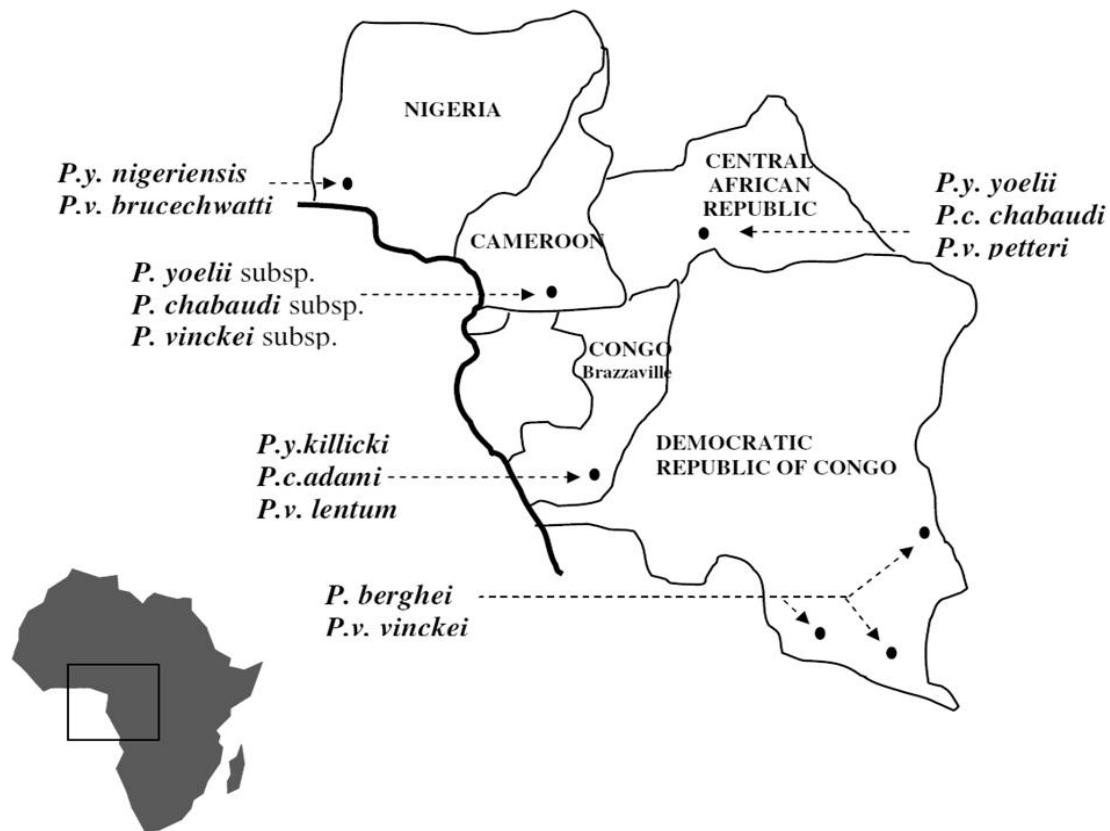 NIGERIA
P.y. nigeriensis
P.v. brucechwatti
CENTRAL
AFRICAN
REPUBLIC
P.y. yoelii
P.c. chabaudi
P.v. petteri
CAMEROON
P. yoelii subsp.
P. chabaudi subsp.
P. vinckei subsp.
CONGO
Brazzaville
P.y.killicki
P.c.adami
P.v. lentum
DEMOCRATIC
REPUBLIC OF CONGO
P. berghei
P.v. vinckei